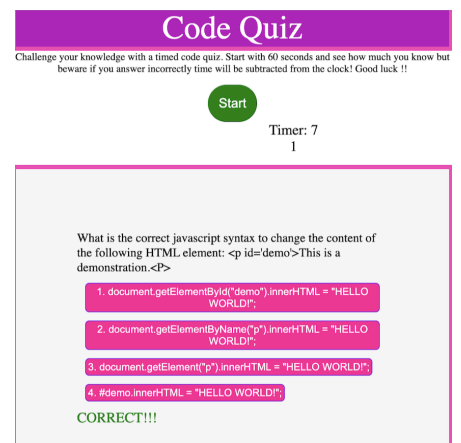 Code Quiz
Challenge your knowledge with a timed code quiz. Start with 60 seconds and see how much you know but
beware if you answer incorrectly time will be subtracted from the clock! Good luck !!
Start
Timer: 7
1
What is the correct javascript syntax to change the content of
the following HTML element: <p id='demo'>This is a
demonstration.<P>
1. document.getElementById("demo").innerHTML = "HELLO
WORLD!";
2. document.getElementByName("p").innerHTML = "HELLO
WORLD!";
3. document.getElement("p").innerHTML = "HELLO WORLD!";
4. #demo.innerHTML = "HELLO WORLD!";
CORRECT!!!